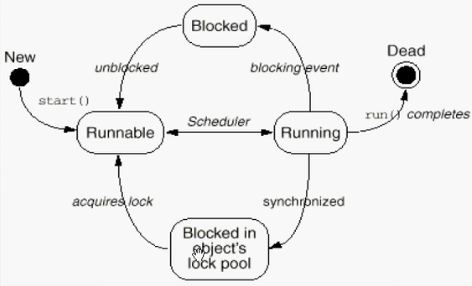 Blocked
New
Dead
unblocked
blocking event
start()
run() completes
Scheduler
Runnable
Running
acquires lock
synchronized
Blocked in
object's
lock pool